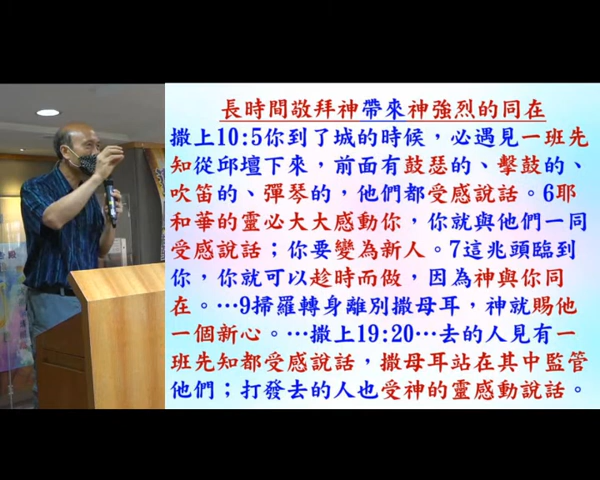 長時間敬拜神帶來神強烈的同在
撒上10:5你到了城的時候，必遇見一班先
知從邱壇下來，前面有鼓瑟的、擊鼓的、
吹笛的、彈琴的，他們都受感說話。6耶
和華的靈必大大感動你，你就與他們一同
受感說話；你要變為新人。7這兆頭臨到
你，你就可以趁時而做，因為神與你同
在。…9掃羅轉身離別撒母耳，神就賜他
一個新心。…撒上19:20…去的人見有一
班先知都受感說話，撒母耳站在其中監管
他們；打發去的人也受神的靈感動說話。